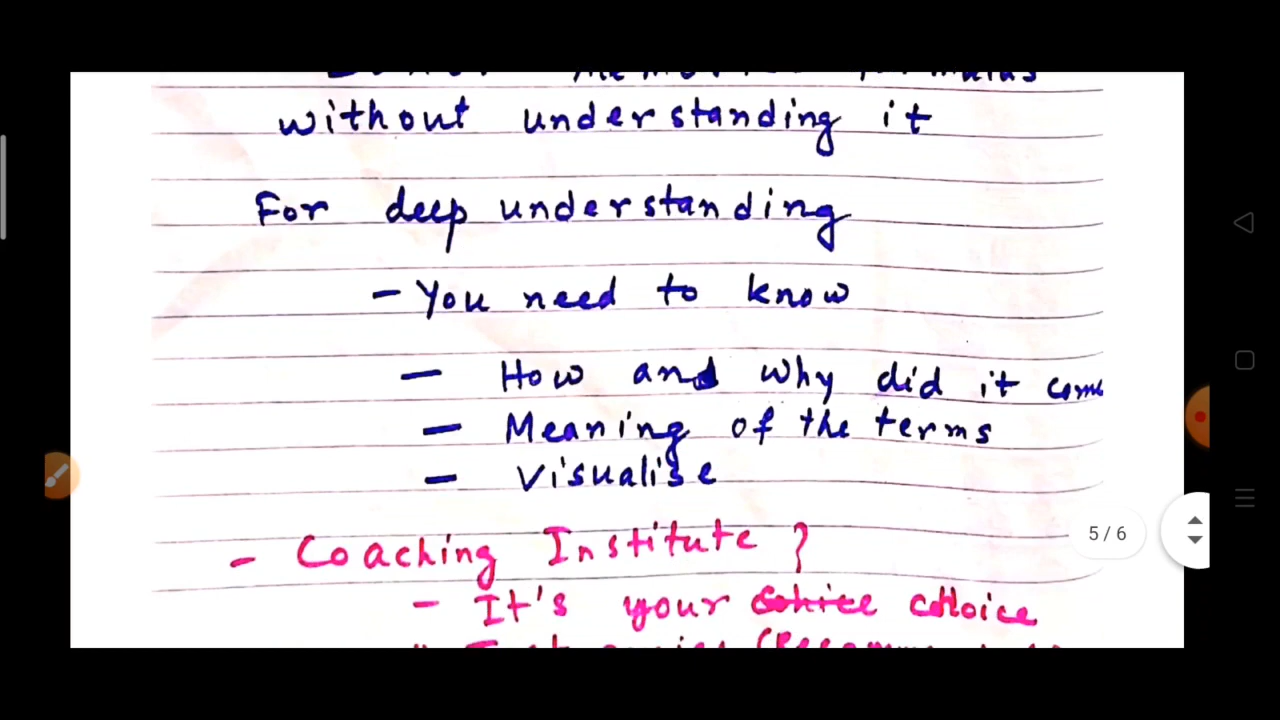 without understanding it
For deep understanding
- You need to know
- How and why did it come
- Meaning of the terms
- Visualise
- Coaching Institute ?
- It's your choice
5/6